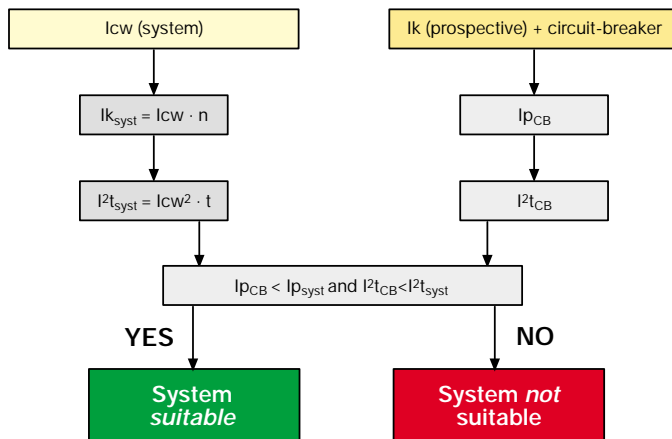 Icw (system)
Ik (prospective) + circuit-breaker
Ik_syst = Icw · n
Ip_CB
I²t_syst = Icw² · t
I²t_CB
Ip_CB < Ip_syst and I²t_CB<I²t_syst
YES
NO
System
suitable
System not
suitable